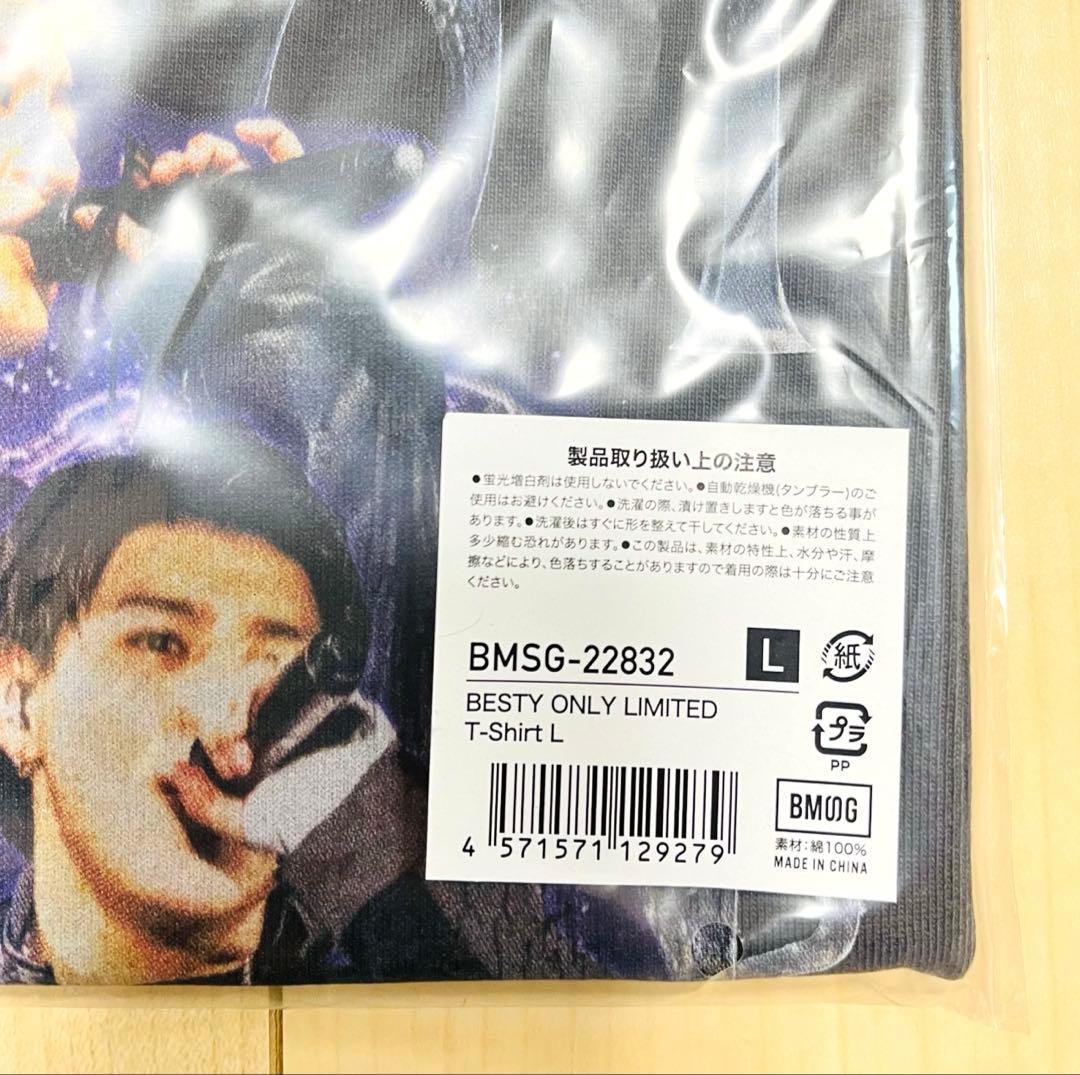 製品取り扱い上の注意
●蛍光増白剤は使用しないでください。●自動乾燥機(タンブラー)のご
使用はお避けください。●洗濯の際、漬け置きしますと色が落ちる事が
あります。●洗濯後はすぐに形を整えて干してください。●素材の性質上
多少縮む恐れがあります。●この製品は、素材の特性上、水分や汗、摩
擦などにより、色落ちすることがありますので着用の際は十分にご注意
ください。
BMSG-22832 L 紙
BESTY ONLY LIMITED
T-Shirt L
プラ
PP
BMSG
4 571571 129279
素材:綿100%
MADE IN CHINA